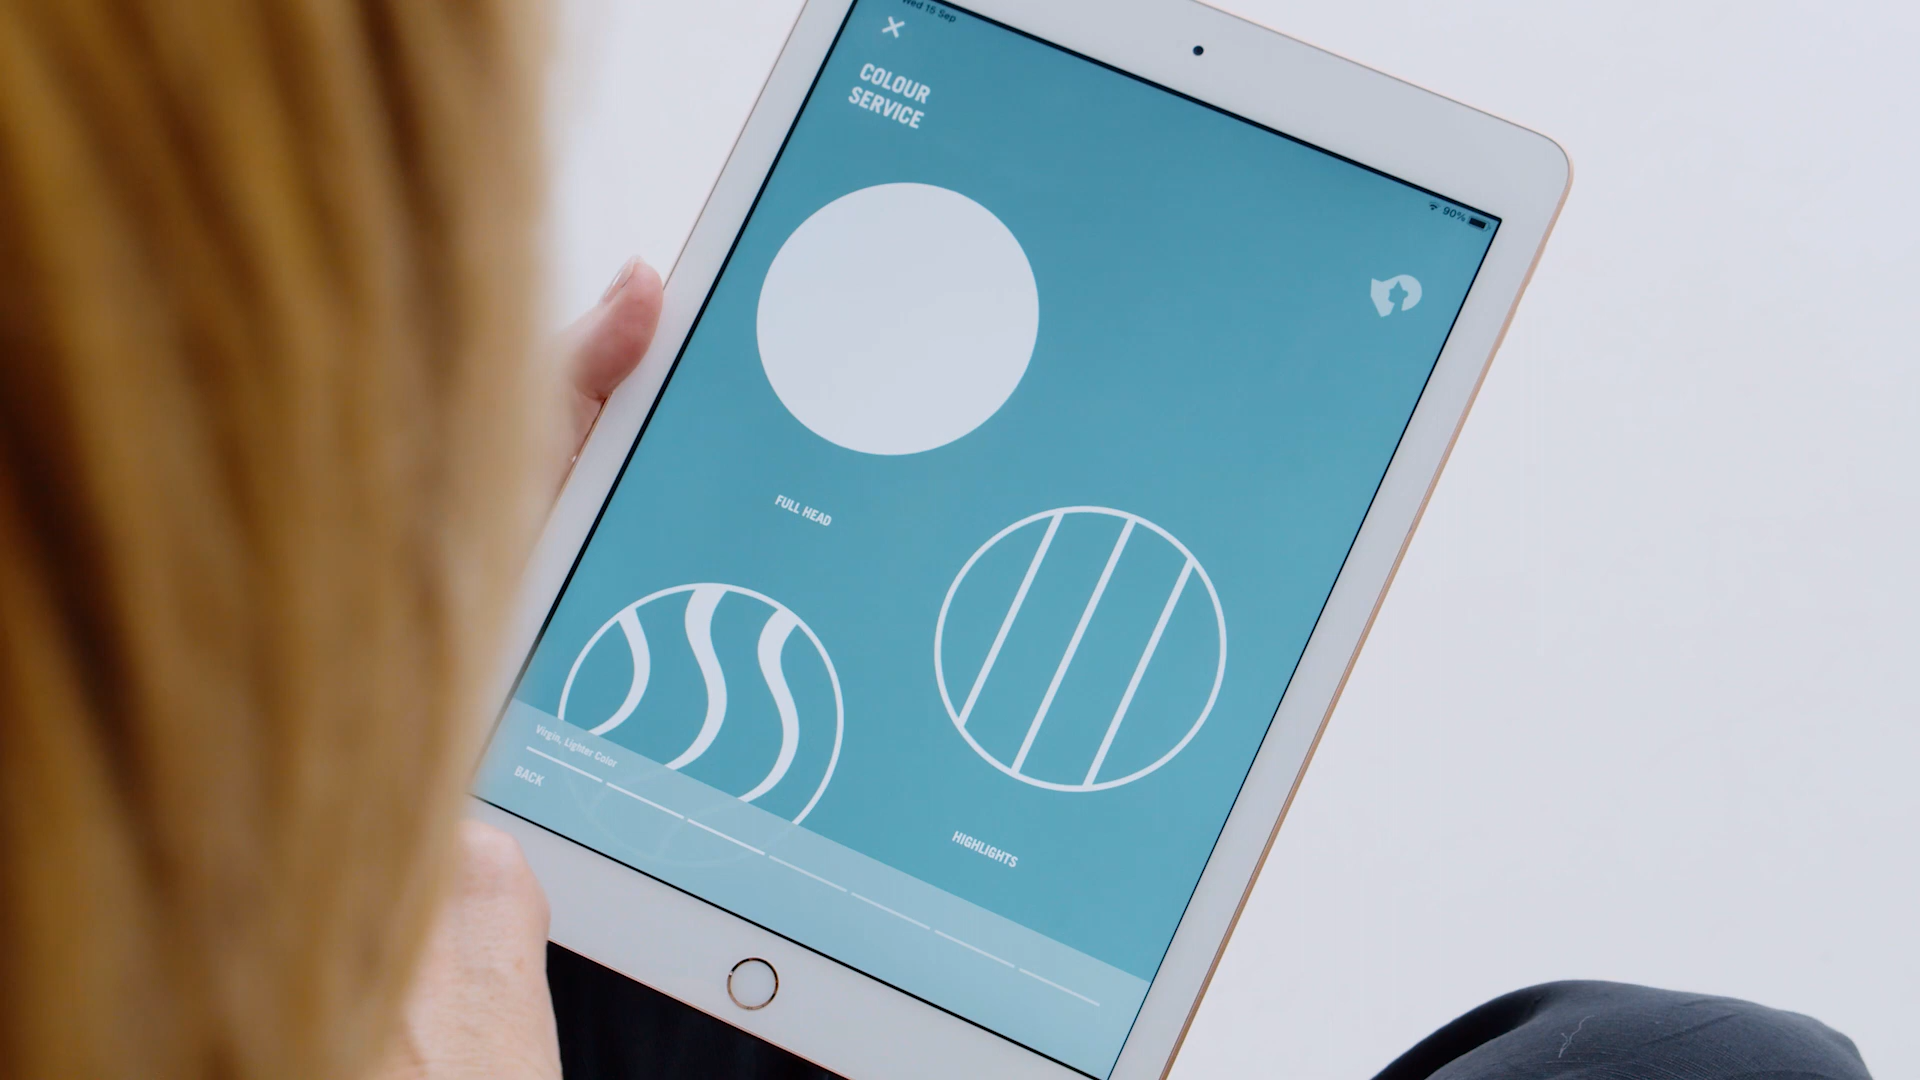 Wed 15 Sep
90%
COLOUR
SERVICE
FULL HEAD
HIGHLIGHTS
Virgin, Lighter Color
BACK